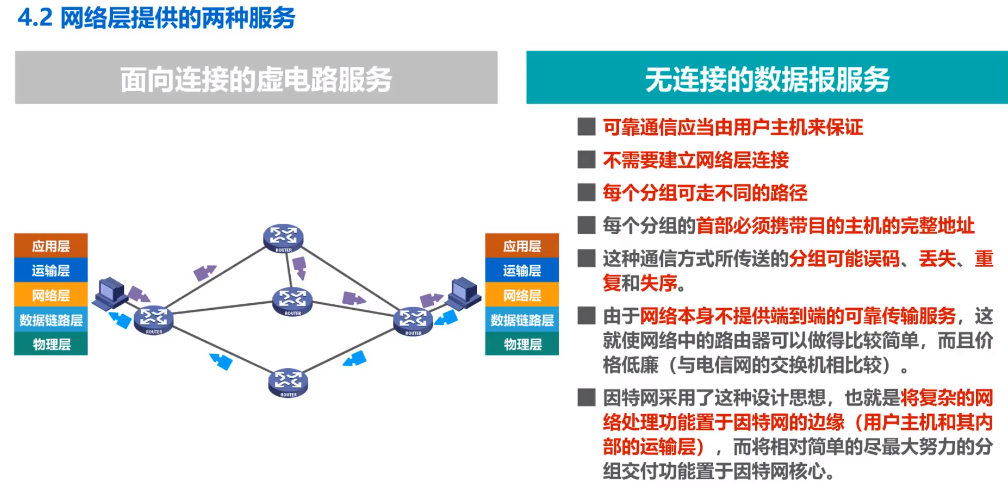 4.2 网络层提供的两种服务
面向连接的虚电路服务
无连接的数据报服务
可靠通信应当由用户主机来保证
不需要建立网络层连接
每个分组可走不同的路径
每个分组的首部必须携带目的主机的完整地址
这种通信方式所传送的分组可能误码、丢失、重
复和失序。
由于网络本身不提供端到端的可靠传输服务，这
就使网络中的路由器可以做得比较简单，而且价
格低廉（与电信网的交换机相比较）。
因特网采用了这种设计思想，也就是将复杂的网
络处理功能置于因特网的边缘（用户主机和其内
部的运输层），而将相对简单的尽最大努力的分
组交付功能置于因特网核心。
应用层
运输层
网络层
数据链路层
物理层
ROUTER
ROUTER
ROUTER
ROUTER
ROUTER
应用层
运输层
网络层
数据链路层
物理层